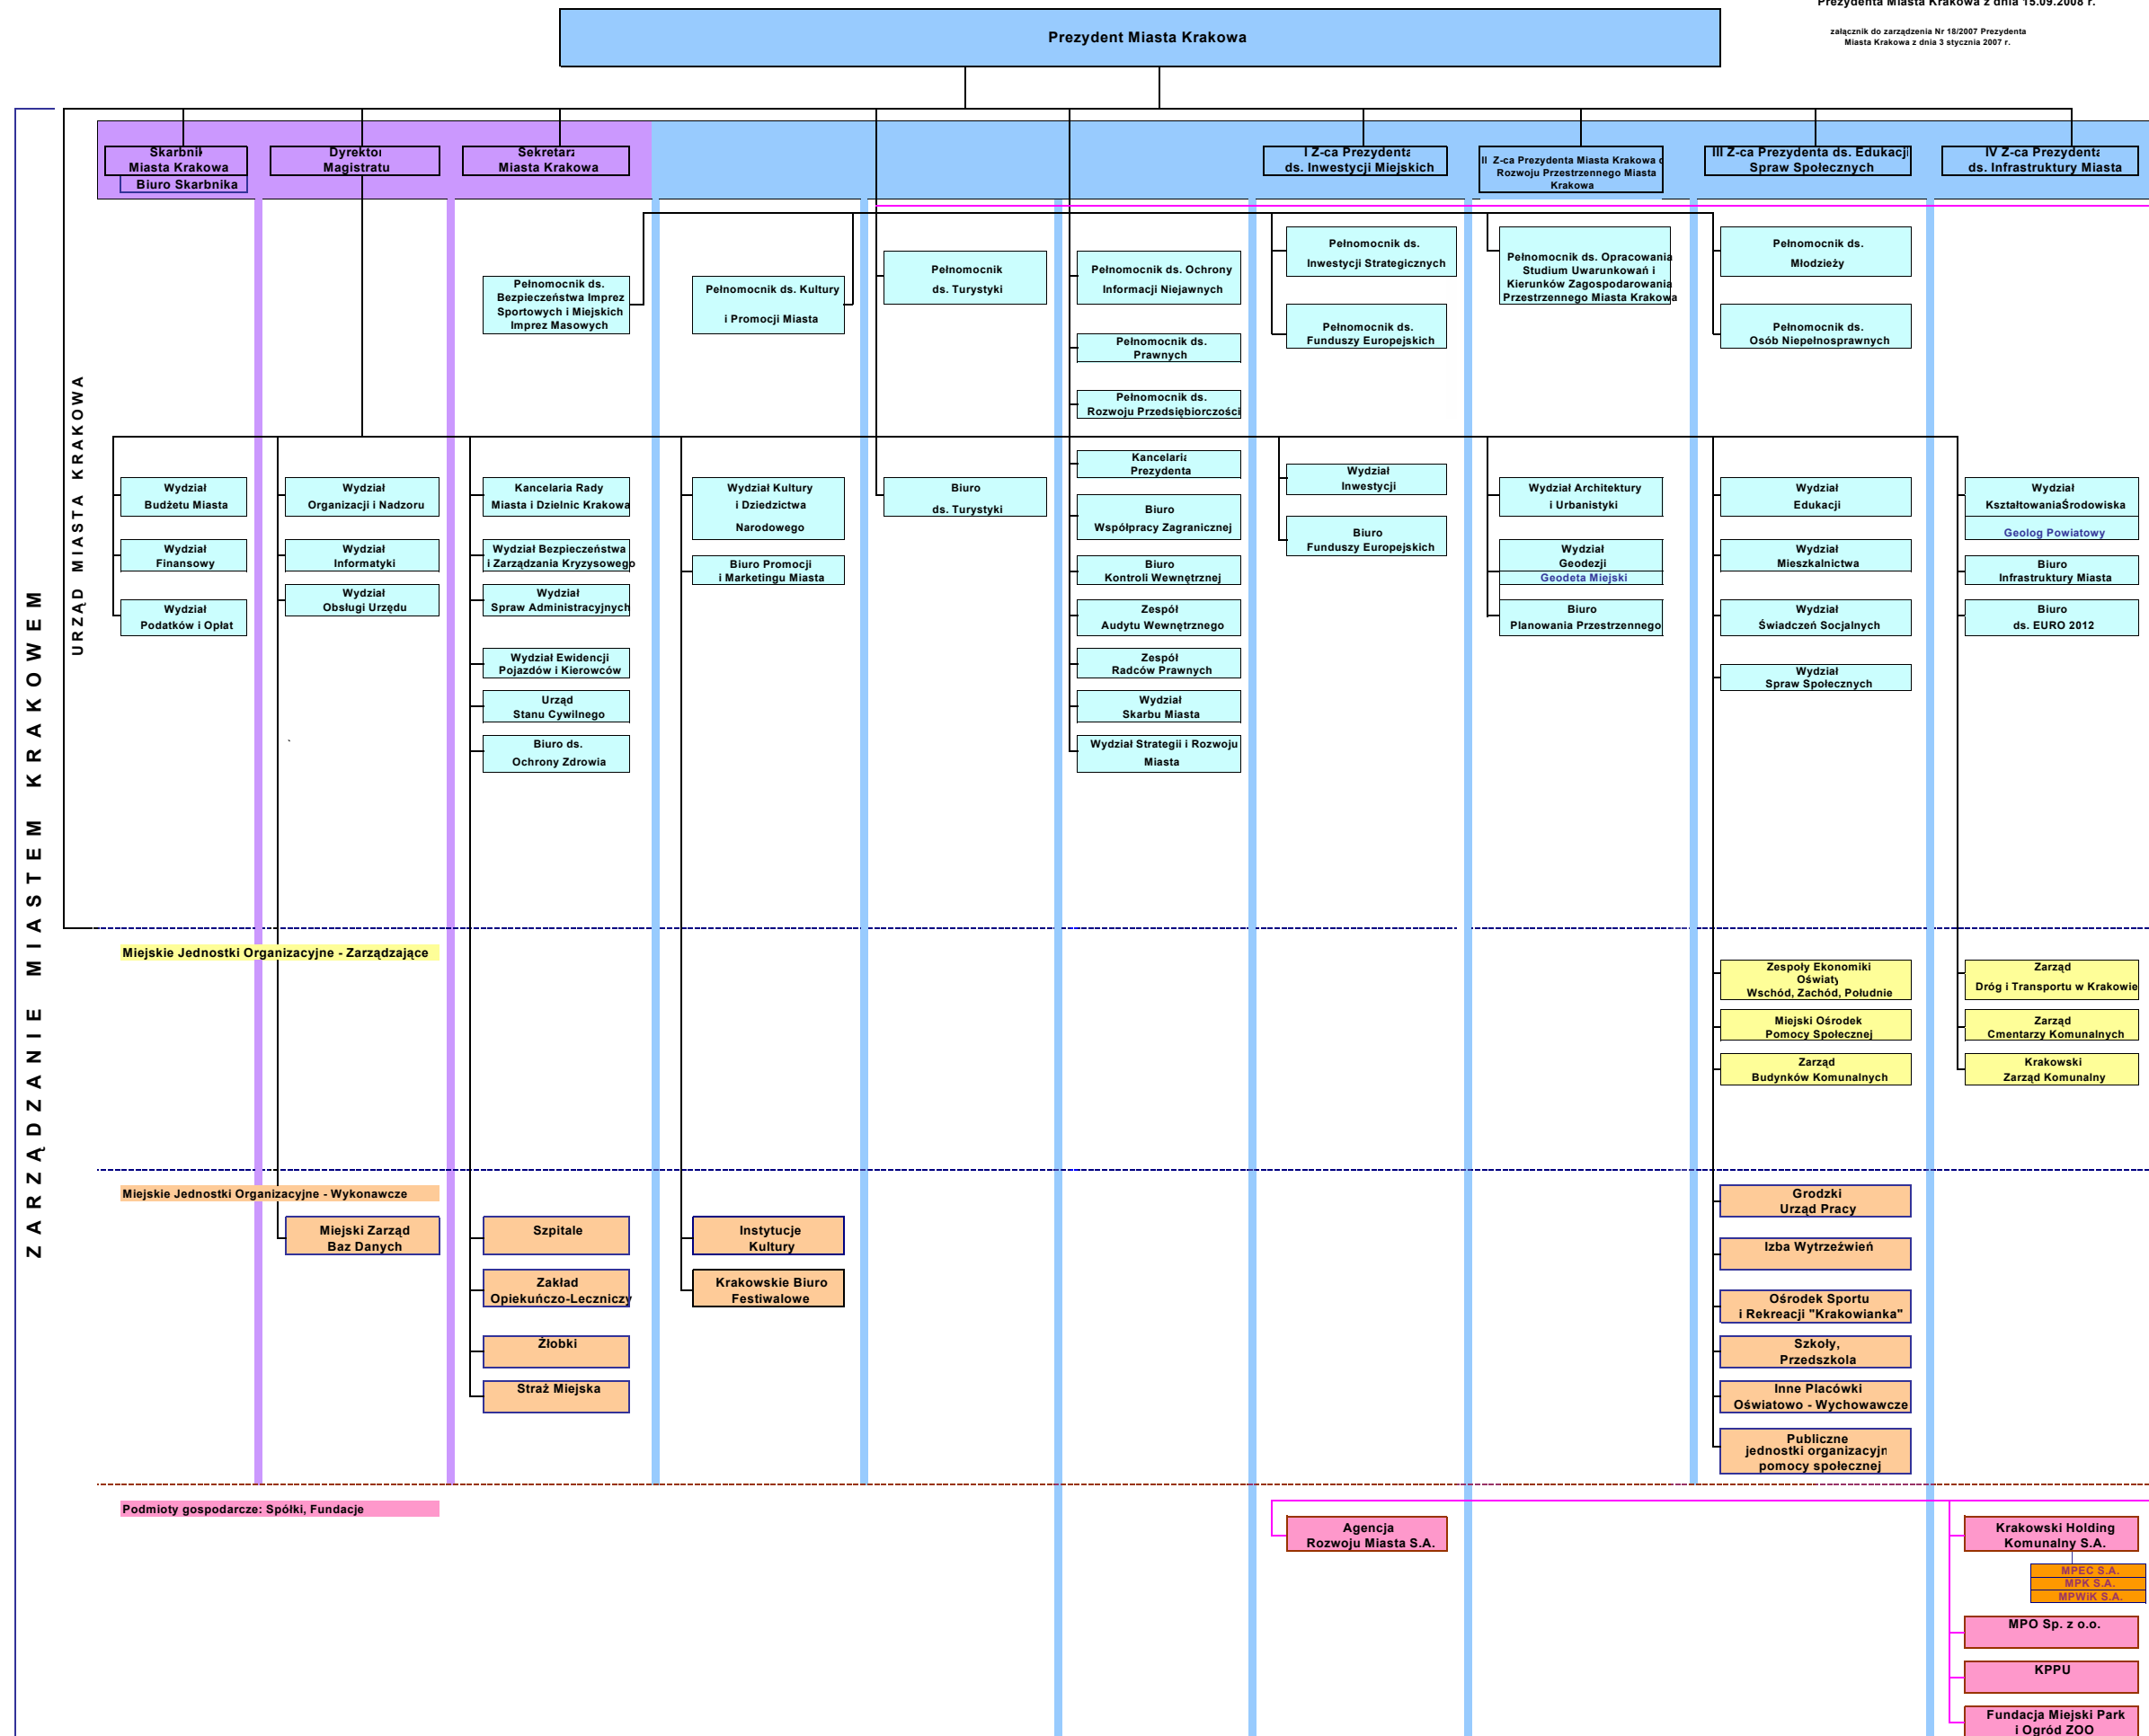 Prezydenta Miasta Krakowa z dnia 15.09.2008 r.
załącznik do zarządzenia Nr 18/2007 Prezydenta
Miasta Krakowa z dnia 3 stycznia 2007 r.
Prezydent Miasta Krakowa
ZARZĄDZANIE MIASTEM KRAKOWEM
URZĄD MIASTA KRAKOWA
Skarbnik
Miasta Krakowa
Biuro Skarbnika
Dyrektor
Magistratu
Sekretarz
Miasta Krakowa
I Z-ca Prezydenta
ds. Inwestycji Miejskich
II Z-ca Prezydenta Miasta Krakowa d
Rozwoju Przestrzennego Miasta
Krakowa
III Z-ca Prezydenta ds. Edukacji
Spraw Społecznych
IV Z-ca Prezydenta
ds. Infrastruktury Miasta
Pełnomocnik ds.
Bezpieczeństwa Imprez
Sportowych i Miejskich
Imprez Masowych
Pełnomocnik ds. Kultury
i Promocji Miasta
Pełnomocnik
ds. Turystyki
Pełnomocnik ds. Ochrony
Informacji Niejawnych
Pełnomocnik ds.
Prawnych
Pełnomocnik ds.
Rozwoju Przedsiębiorczości
Pełnomocnik ds.
Inwestycji Strategicznych
Pełnomocnik ds.
Funduszy Europejskich
Pełnomocnik ds. Opracowania
Studium Uwarunkowań i
Kierunków Zagospodarowania
Przestrzennego Miasta Krakowa
Pełnomocnik ds.
Młodzieży
Pełnomocnik ds.
Osób Niepełnosprawnych
Wydział
Budżetu Miasta
Wydział
Finansowy
Wydział
Podatków i Opłat
Wydział
Organizacji i Nadzoru
Wydział
Informatyki
Wydział
Obsługi Urzędu
Kancelaria Rady
Miasta i Dzielnic Krakowa
Wydział Bezpieczeństwa
i Zarządzania Kryzysowego
Wydział
Spraw Administracyjnych
Wydział Ewidencji
Pojazdów i Kierowców
Urząd
Stanu Cywilnego
Biuro ds.
Ochrony Zdrowia
Wydział Kultury
i Dziedzictwa
Narodowego
Biuro Promocji
i Marketingu Miasta
Biuro
ds. Turystyki
Kancelaria
Prezydenta
Biuro
Współpracy Zagranicznej
Biuro
Kontroli Wewnętrznej
Zespół
Audytu Wewnętrznego
Zespół
Radców Prawnych
Wydział
Skarbu Miasta
Wydział Strategii i Rozwoju
Miasta
Wydział
Inwestycji
Biuro
Funduszy Europejskich
Wydział Architektury
i Urbanistyki
Wydział
Geodezji
Geodeta Miejski
Biuro
Planowania Przestrzennego
Wydział
Edukacji
Wydział
Mieszkalnictwa
Wydział
Świadczeń Socjalnych
Wydział
Spraw Społecznych
Wydział
KształtowaniaŚrodowiska
Geolog Powiatowy
Biuro
Infrastruktury Miasta
Biuro
ds. EURO 2012
Miejskie Jednostki Organizacyjne - Zarządzające
Zespoły Ekonomiki
Oświaty
Wschód, Zachód, Południe
Miejski Ośrodek
Pomocy Społecznej
Zarząd
Budynków Komunalnych
Zarząd
Dróg i Transportu w Krakowie
Zarząd
Cmentarzy Komunalnych
Krakowski
Zarząd Komunalny
Miejskie Jednostki Organizacyjne - Wykonawcze
Miejski Zarząd
Baz Danych
Szpitale
Zakład
Opiekuńczo-Leczniczy
Żłobki
Straż Miejska
Instytucje
Kultury
Krakowskie Biuro
Festiwalowe
Grodzki
Urząd Pracy
Izba Wytrzeźwień
Ośrodek Sportu
i Rekreacji "Krakowianka"
Szkoły,
Przedszkola
Inne Placówki
Oświatowo - Wychowawcze
Publiczne
jednostki organizacyjn
pomocy społecznej
Podmioty gospodarcze: Spółki, Fundacje
Agencja
Rozwoju Miasta S.A.
Krakowski Holding
Komunalny S.A.
MPEC S.A.
MPK S.A.
MPWiK S.A.
MPO Sp. z o.o.
KPPU
Fundacja Miejski Park
i Ogród ZOO